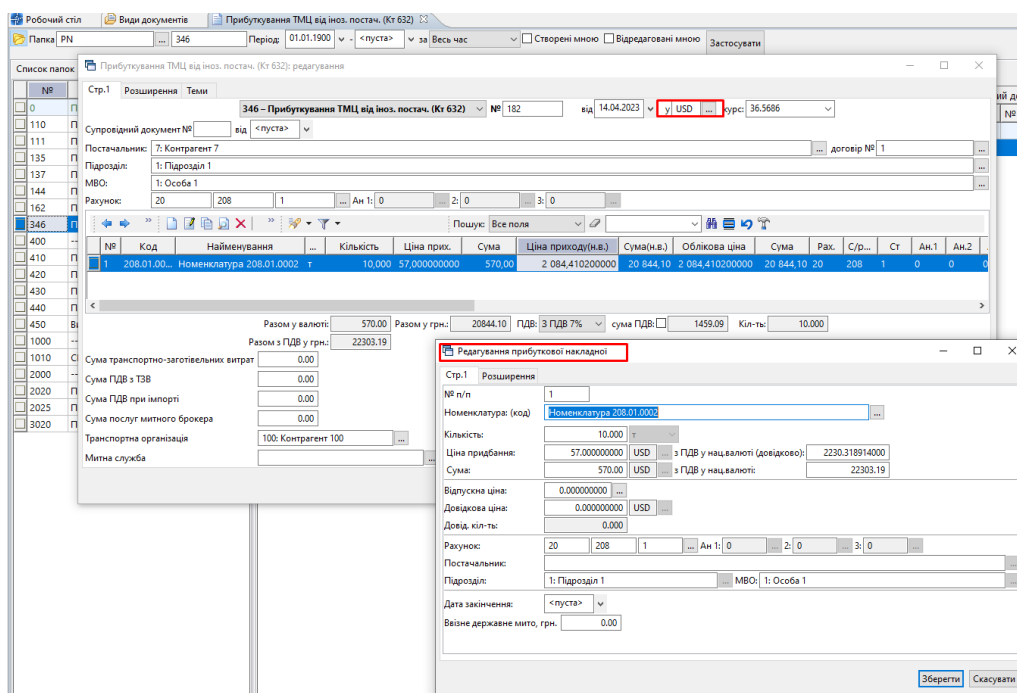 Робочий стіл Види документів Прибуткування ТМЦ від іноз. постач. (Кт 632)
Папка PN ... 346 Період: 01.01.1900 - <пуста> за Весь час Створені мною Відредаговані мною Застосувати
Список папок
№
0
110
111
135
137
144
162
346
400
410
420
430
440
450
1000
1010
2000
2020
2025
3020
Прибуткування ТМЦ від іноз. постач. (Кт 632): редагування
Стр.1 Розширення Теми
346 – Прибуткування ТМЦ від іноз. постач. (Кт 632) № 182 від 14.04.2023 у USD ... курс: 36.5686
Супровідний документ № від <пуста>
Постачальник: 7: Контрагент 7 ... договір № 1 ...
Підрозділ: 1: Підрозділ 1 ...
МВО: 1: Особа 1 ...
Рахунок: 20 208 1 ... Ан 1: 0 ... 2: 0 ... 3: 0 ...
Пошук: Все поля
№ Код Найменування ... Кількість Ціна прих. Сума Ціна приходу(н.в.) Сума(н.в.) Облікова ціна Сума Рах. С/р... Ст Ан.1 Ан.2
1 208.01.00... Номенклатура 208.01.0002 т 10,000 57,000000000 570,00 2 084,410200000 20 844,10 2 084,410200000 20 844,10 20 208 1 0 0 0
Разом у валюті: 570.00 Разом у грн.: 20844.10 ПДВ: З ПДВ 7% сума ПДВ: 1459.09 Кіл-ть: 10.000
Разом з ПДВ у грн.: 22303.19
Сума транспортно-заготівельних витрат 0.00
Сума ПДВ з ТЗВ 0.00
Сума ПДВ при імпорті 0.00
Сума послуг митного брокера 0.00
Транспортна організація 100: Контрагент 100 ...
Митна служба ...
Редагування прибуткової накладної
Стр.1 Розширення
№ п/п 1
Номенклатура: (код) Номенклатура 208.01.0002 ...
Кількість: 10.000 т
Ціна придбання: 57.000000000 USD ... з ПДВ у нац.валюті (довідково): 2230.318914000
Сума: 570.00 USD ... з ПДВ у нац.валюті: 22303.19
Відпускна ціна: 0.000000000 ...
Довідкова ціна: 0.000000000 USD ...
Довід. кіл-ть: 0.000
Рахунок: 20 208 1 ... Ан 1: 0 ... 2: 0 ... 3: 0 ...
Постачальник: ...
Підрозділ: 1: Підрозділ 1 ... МВО: 1: Особа 1 ...
Дата закінчення: <пуста>
Ввізне державне мито, грн. 0.00
Зберегти Скасувати